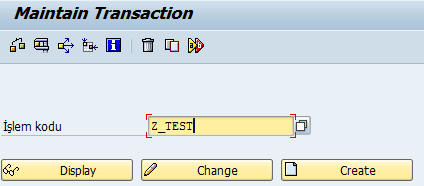 Maintain Transaction
İşlem kodu
Z_TEST
Display
Change
Create